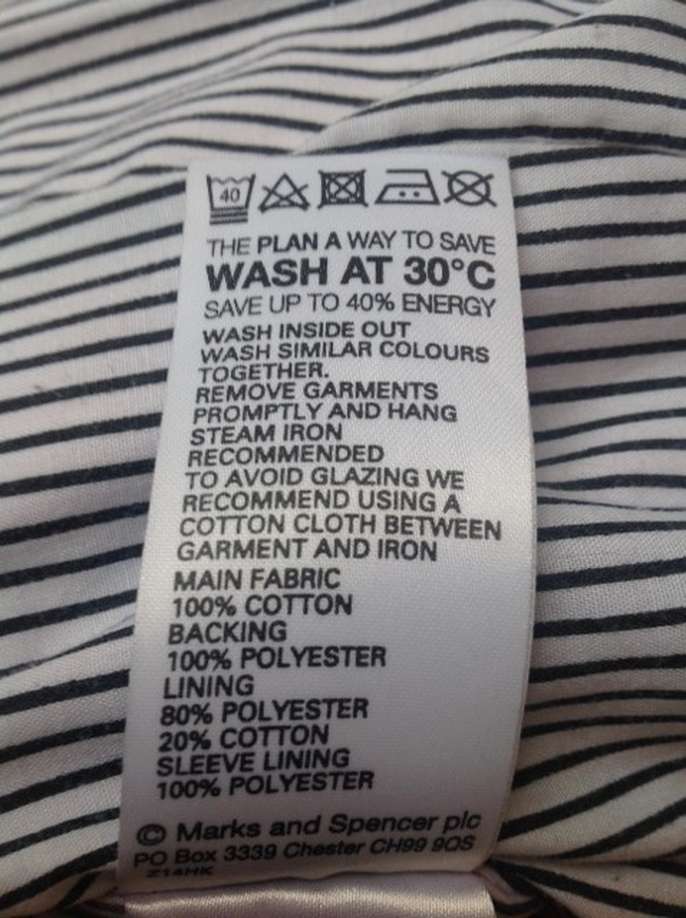 40
THE PLAN A WAY TO SAVE
WASH AT 30°C
SAVE UP TO 40% ENERGY
WASH INSIDE OUT
WASH SIMILAR COLOURS
TOGETHER.
REMOVE GARMENTS
PROMPTLY AND HANG
STEAM IRON
RECOMMENDED
TO AVOID GLAZING WE
RECOMMEND USING A
COTTON CLOTH BETWEEN
GARMENT AND IRON
MAIN FABRIC
100% COTTON
BACKING
100% POLYESTER
LINING
80% POLYESTER
20% COTTON
SLEEVE LINING
100% POLYESTER
© Marks and Spencer plc
PO Box 3339 Chester CH99 9QS
Z14HK